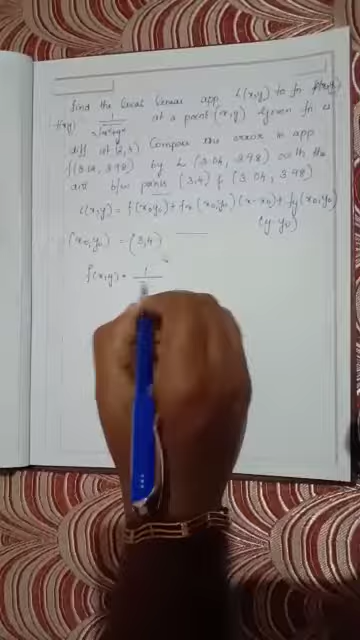 Find the local linear app L(x,y) to fn f(x,y)
f(x,y) 1/√x²+y² at a point (x,y) Given fn is
diff at (3,4) Compare the error in app
f(3.04, 3.98) by L (3.04, 3.98) with the
dist b/w points (3,4) & (3.04, 3.98)
L(x,y) = f(x₀,y₀) + fx (x₀,y₀) (x-x₀) + fy (x₀,y₀)
(y-y₀)
(x₀,y₀) = (3,4)
f(x,y) = 1